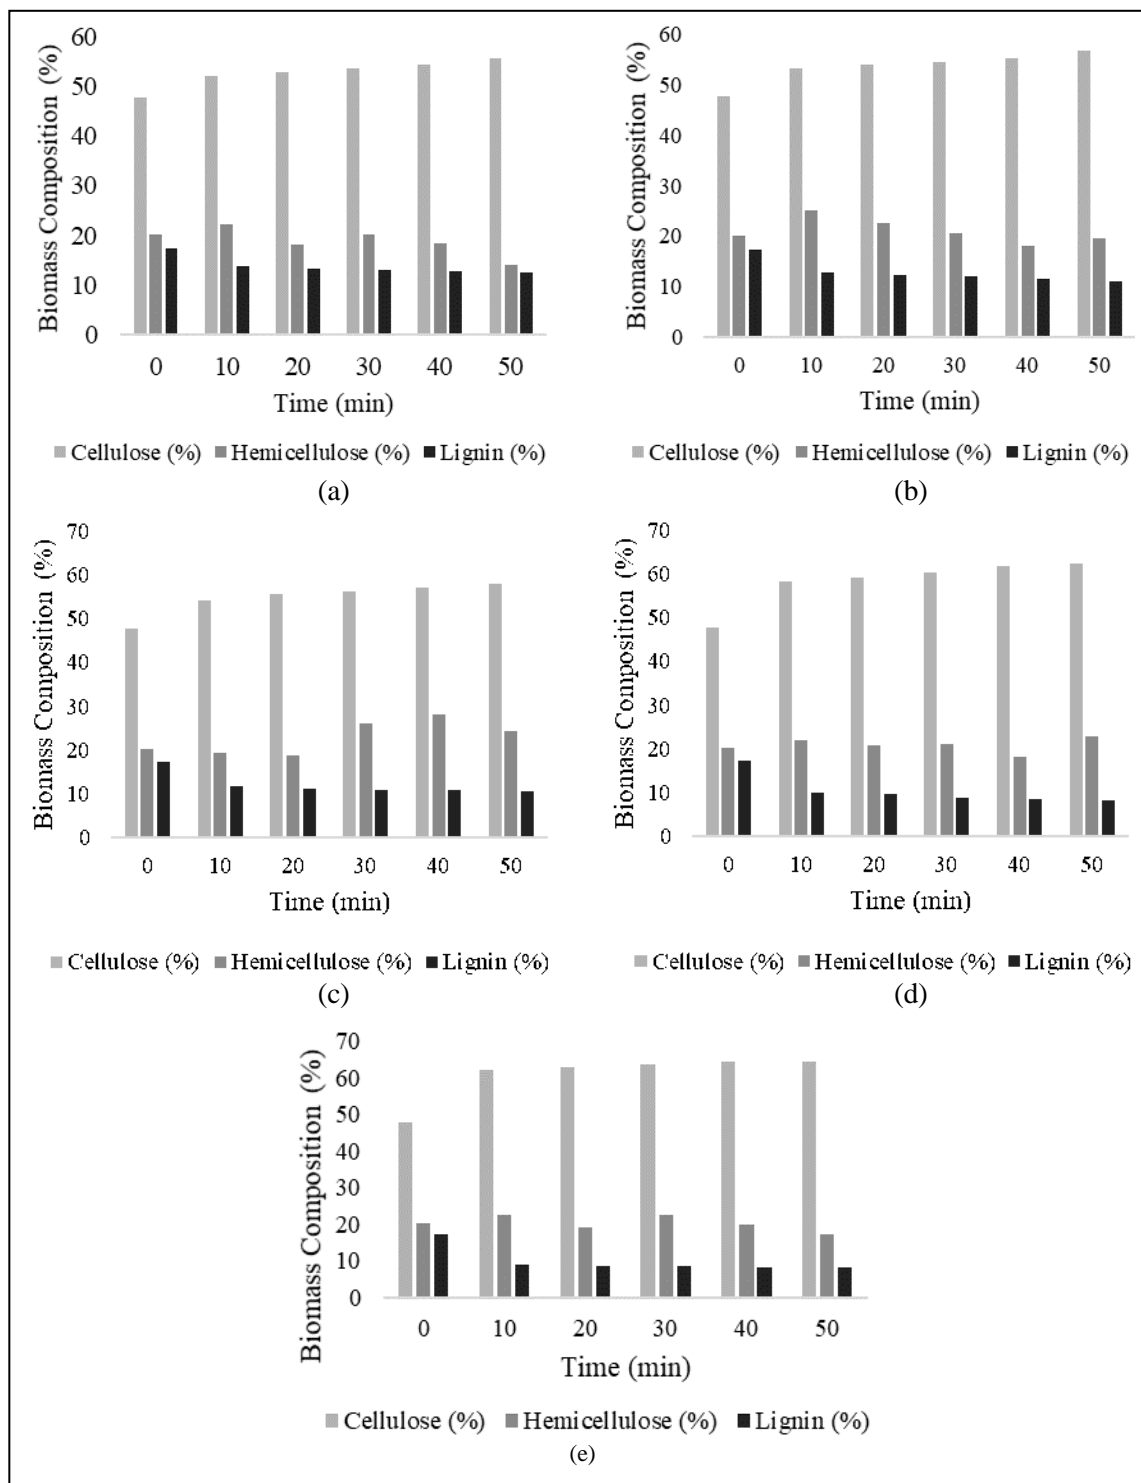 60
50
40
30
20
10
0
Biomass Composition (%)
0 10 20 30 40 50
Time (min)
Cellulose (%) Hemicellulose (%) Lignin (%)
(a)
60
50
40
30
20
10
0
Biomass Composition (%)
0 10 20 30 40 50
Time (min)
Cellulose (%) Hemicellulose (%) Lignin (%)
(b)
70
60
50
40
30
20
10
0
Biomass Composition (%)
0 10 20 30 40 50
Time (min)
Cellulose (%) Hemicellulose (%) Lignin (%)
(c)
70
60
50
40
30
20
10
0
Biomass Composition (%)
0 10 20 30 40 50
Time (min)
Cellulose (%) Hemicellulose (%) Lignin (%)
(d)
70
60
50
40
30
20
10
0
Biomass Composition (%)
0 10 20 30 40 50
Time (min)
Cellulose (%) Hemicellulose (%) Lignin (%)
(e)